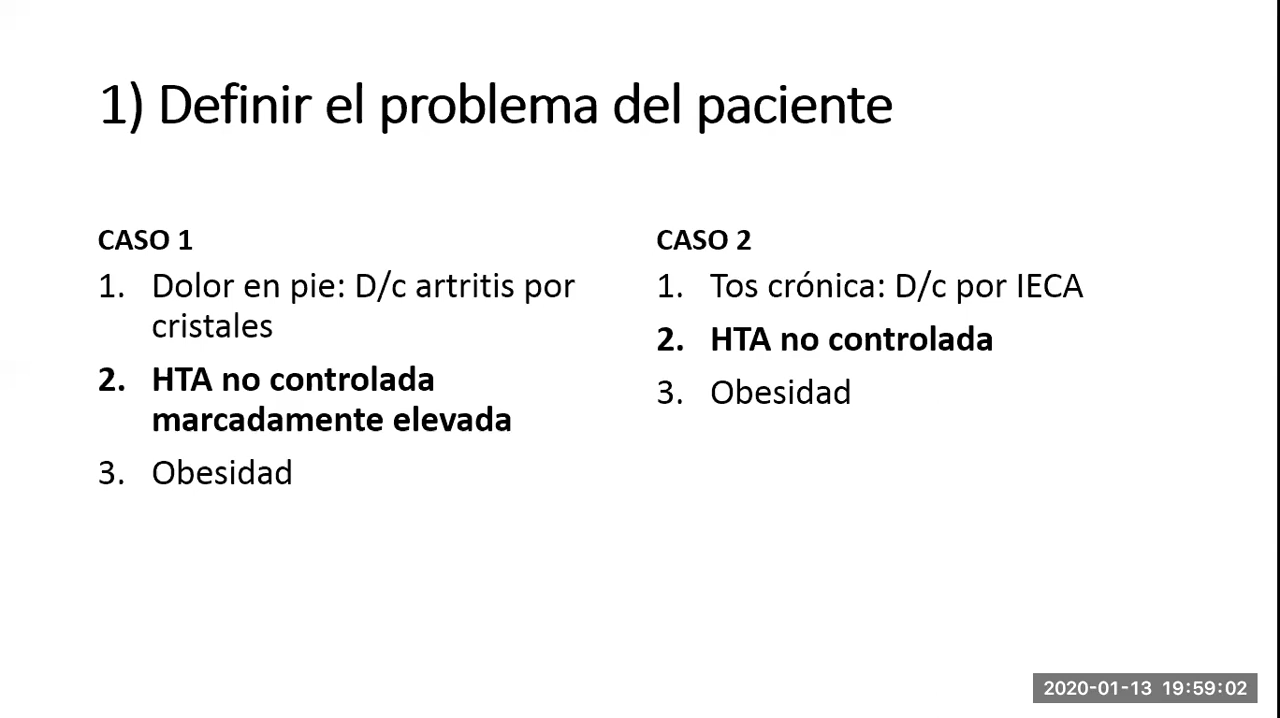 1) Definir el problema del paciente
CASO 1
1. Dolor en pie: D/c artritis por
cristales
2. HTA no controlada
marcadamente elevada
3. Obesidad
CASO 2
1. Tos crónica: D/c por IECA
2. HTA no controlada
3. Obesidad
2020-01-13 19:59:02